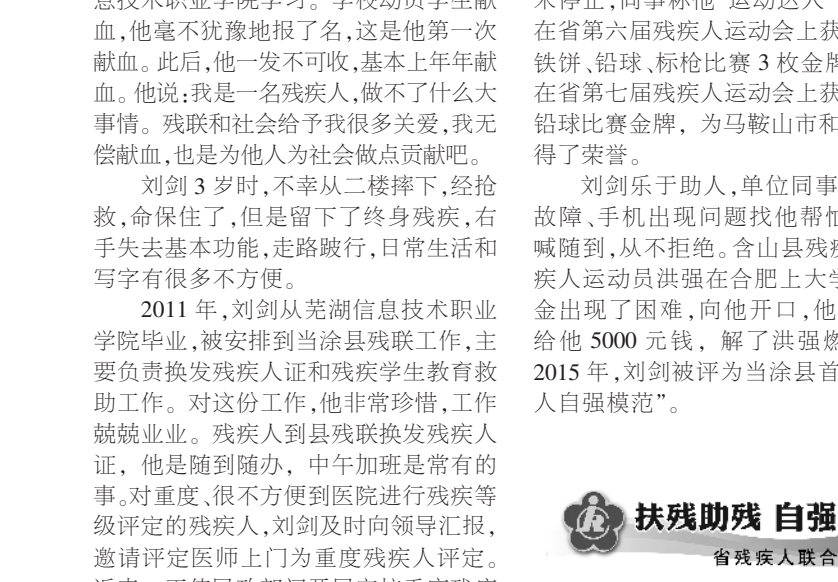 息技术职业学院学习。学校动员学生献
血,他毫不犹豫地报了名,这是他第一次
献血。此后,他一发不可收,基本上年年献
血。他说:我是一名残疾人,做不了什么大
事情。残联和社会给予我很多关爱,我无
偿献血,也是为他人为社会做点贡献吧。
刘剑 3 岁时,不幸从二楼摔下,经抢
救,命保住了,但是留下了终身残疾,右
手失去基本功能,走路跛行,日常生活和
写字有很多不方便。
2011 年,刘剑从芜湖信息技术职业
学院毕业,被安排到当涂县残联工作,主
要负责换发残疾人证和残疾学生教育救
助工作。对这份工作,他非常珍惜,工作
兢兢业业。残疾人到县残联换发残疾人
证, 他是随到随办, 中午加班是常有的
事。对重度、很不方便到医院进行残疾等
级评定的残疾人,刘剑及时向领导汇报,
邀请评定医师上门为重度残疾人评定。
未停止,同事称他“运动达人”
在省第六届残疾人运动会上获
铁饼、铅球、标枪比赛 3 枚金牌
在省第七届残疾人运动会上获
铅球比赛金牌, 为马鞍山市和
得了荣誉。
刘剑乐于助人,单位同事
故障、手机出现问题找他帮忙
喊随到,从不拒绝。含山县残疾
疾人运动员洪强在合肥上大学
金出现了困难,向他开口,他
给他 5000 元钱, 解了洪强燃
2015 年,刘剑被评为当涂县首
人自强模范”。
扶残助残 自强
省残疾人联合